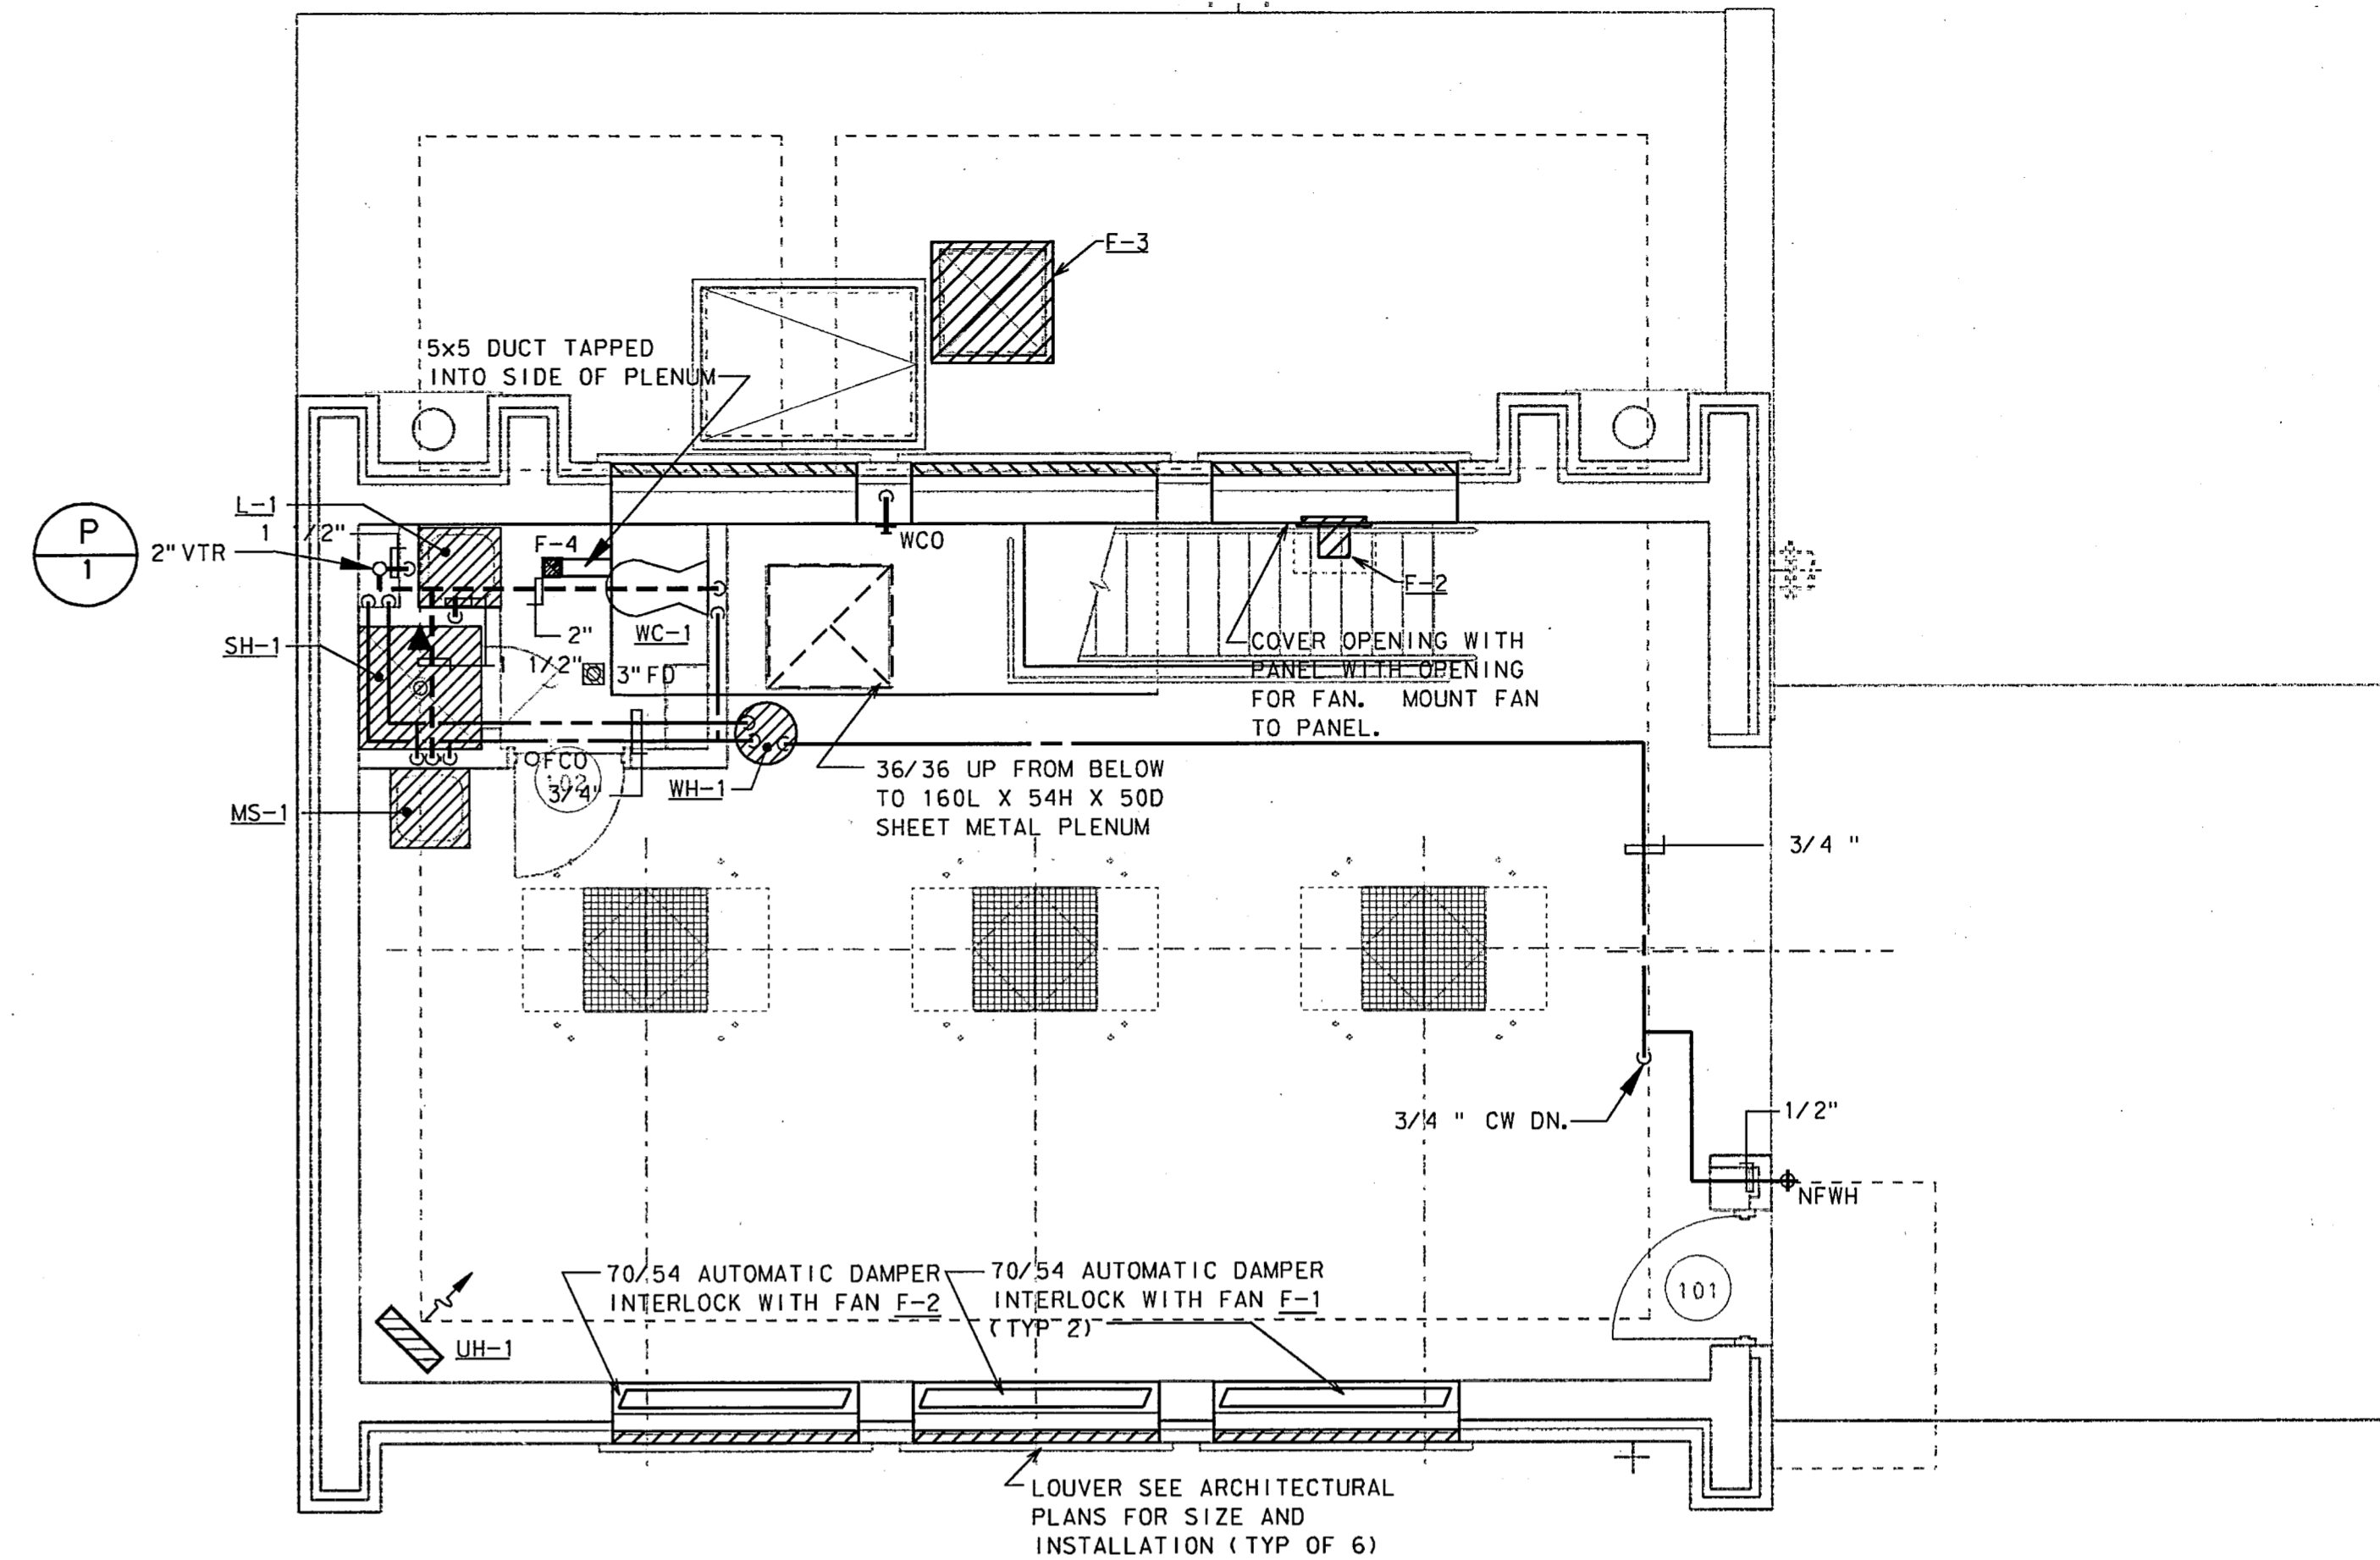 F-3
5x5 DUCT TAPPED
INTO SIDE OF PLENUM
L-1
1 1/2"
P
1
2" VTR
F-4
WCO
F-2
SH-1
2"
WC-1
1 1/2"
3" FD
COVER OPENING WITH
PANEL WITH OPENING
FOR FAN. MOUNT FAN
TO PANEL.
FCO
102
3/4"
WH-1
36/36 UP FROM BELOW
TO 160L X 54H X 50D
SHEET METAL PLENUM
MS-1
3/4 "
3/4 " CW DN.
1/2"
NFWH
70/54 AUTOMATIC DAMPER
INTERLOCK WITH FAN F-2
70/54 AUTOMATIC DAMPER
INTERLOCK WITH FAN F-1
(TYP 2)
101
UH-1
LOUVER SEE ARCHITECTURAL
PLANS FOR SIZE AND
INSTALLATION (TYP OF 6)